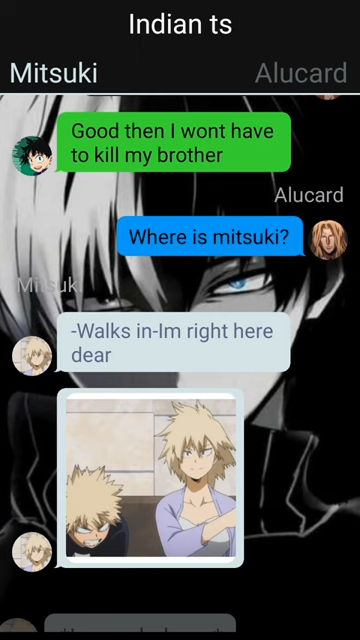 Indian ts
Mitsuki
Alucard
Good then I wont have
to kill my brother
Alucard
Where is mitsuki?
Mitsuki
-Walks in-Im right here
dear